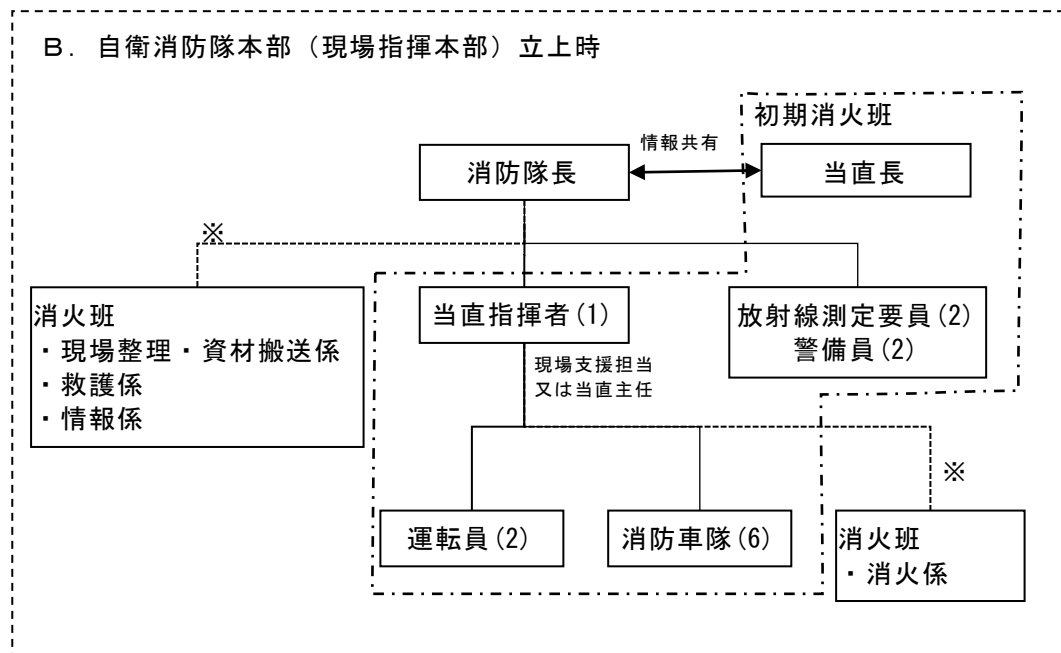 B. 自衛消防隊本部（現場指揮本部）立上時
初期消火班
情報共有
消防隊長
当直長
※
消火班
・現場整理・資材搬送係
・救護係
・情報係
当直指揮者(1)
放射線測定要員(2)
警備員(2)
現場支援担当
又は当直主任
※
運転員(2)
消防車隊(6)
消火班
・消火係